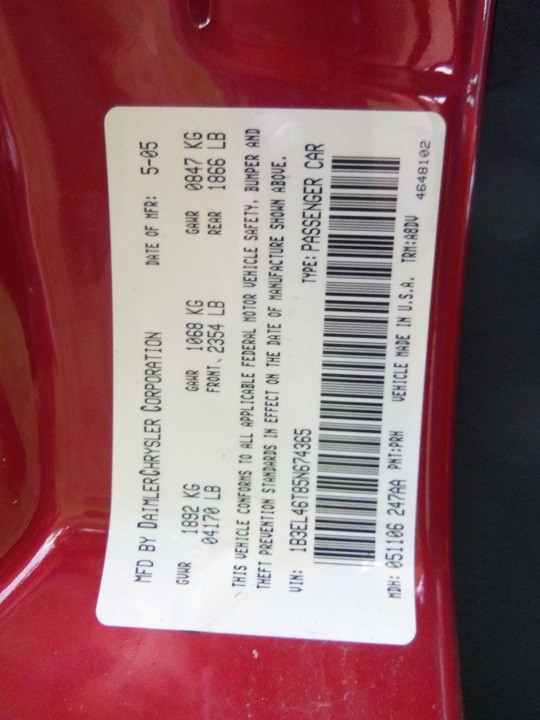 MFD BY DAIMLERCHRYSLER CORPORATION DATE OF MFR: 5-05
GVWR 1892 KG GAWR 1068 KG GAWR 0847 KG
04170 LB FRONT 2354 LB REAR 1866 LB
THIS VEHICLE CONFORMS TO ALL APPLICABLE FEDERAL MOTOR VEHICLE SAFETY, BUMPER AND
THEFT PREVENTION STANDARDS IN EFFECT ON THE DATE OF MANUFACTURE SHOWN ABOVE.
VIN: 1B3EL46T85N674365 TYPE: PASSENGER CAR
MDH: 051106 247AA PNT:PRH VEHICLE MADE IN U.S.A. TRM:A8DV 4648102